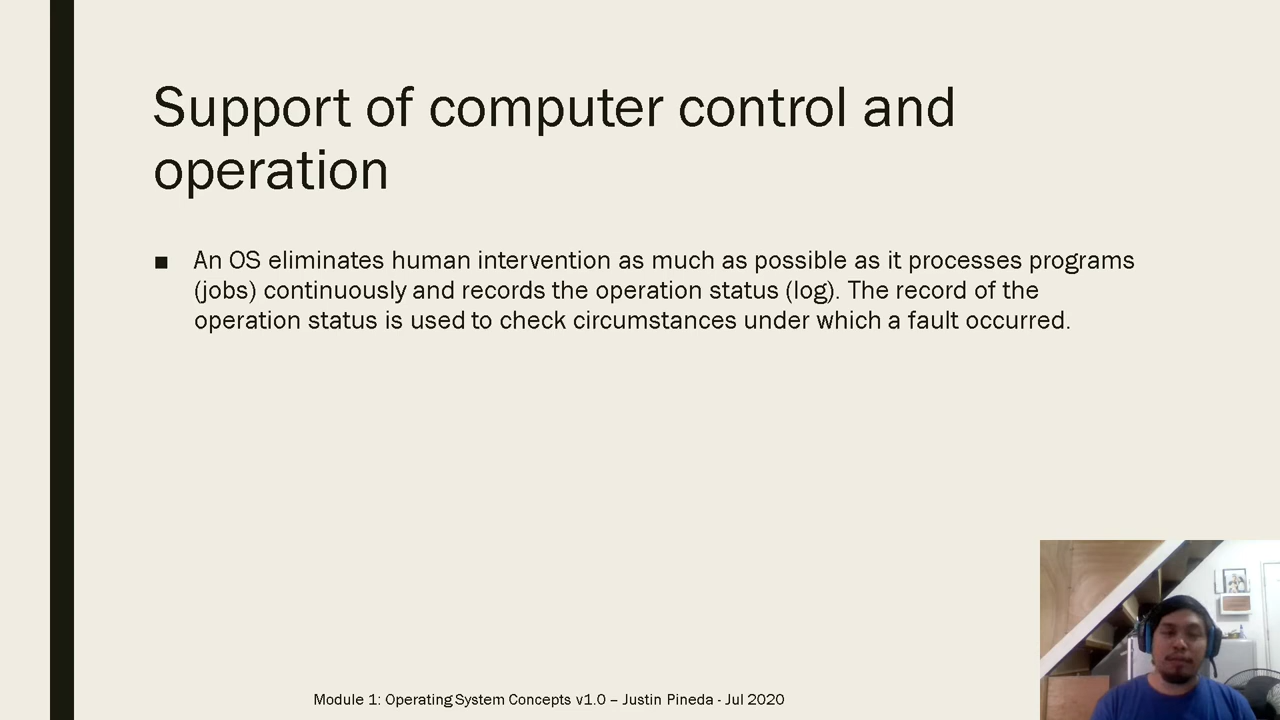 Support of computer control and
operation
■ An OS eliminates human intervention as much as possible as it processes programs
(jobs) continuously and records the operation status (log). The record of the
operation status is used to check circumstances under which a fault occurred.
Module 1: Operating System Concepts v1.0 – Justin Pineda - Jul 2020